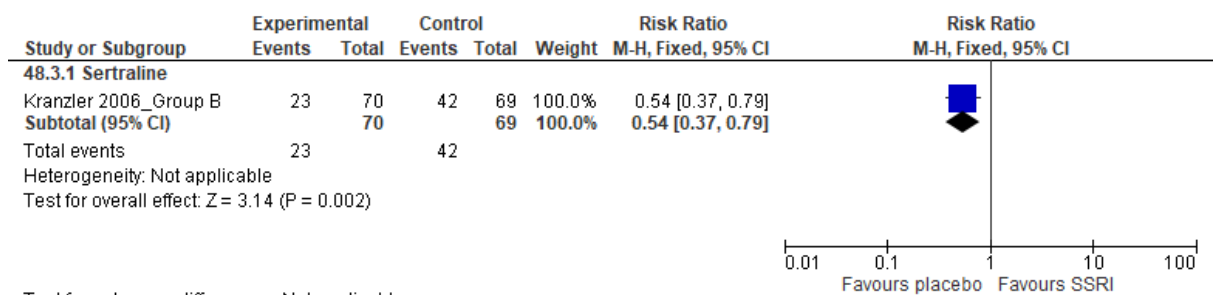 Experimental Control Risk Ratio Risk Ratio
Study or Subgroup Events Total Events Total Weight M-H, Fixed, 95% CI M-H, Fixed, 95% CI
48.3.1 Sertraline
Kranzler 2006_Group B 23 70 42 69 100.0% 0.54 [0.37, 0.79]
Subtotal (95% CI) 70 69 100.0% 0.54 [0.37, 0.79]
Total events 23 42
Heterogeneity: Not applicable
Test for overall effect: Z = 3.14 (P = 0.002)
0.01 0.1 1 10 100
Favours placebo Favours SSRI